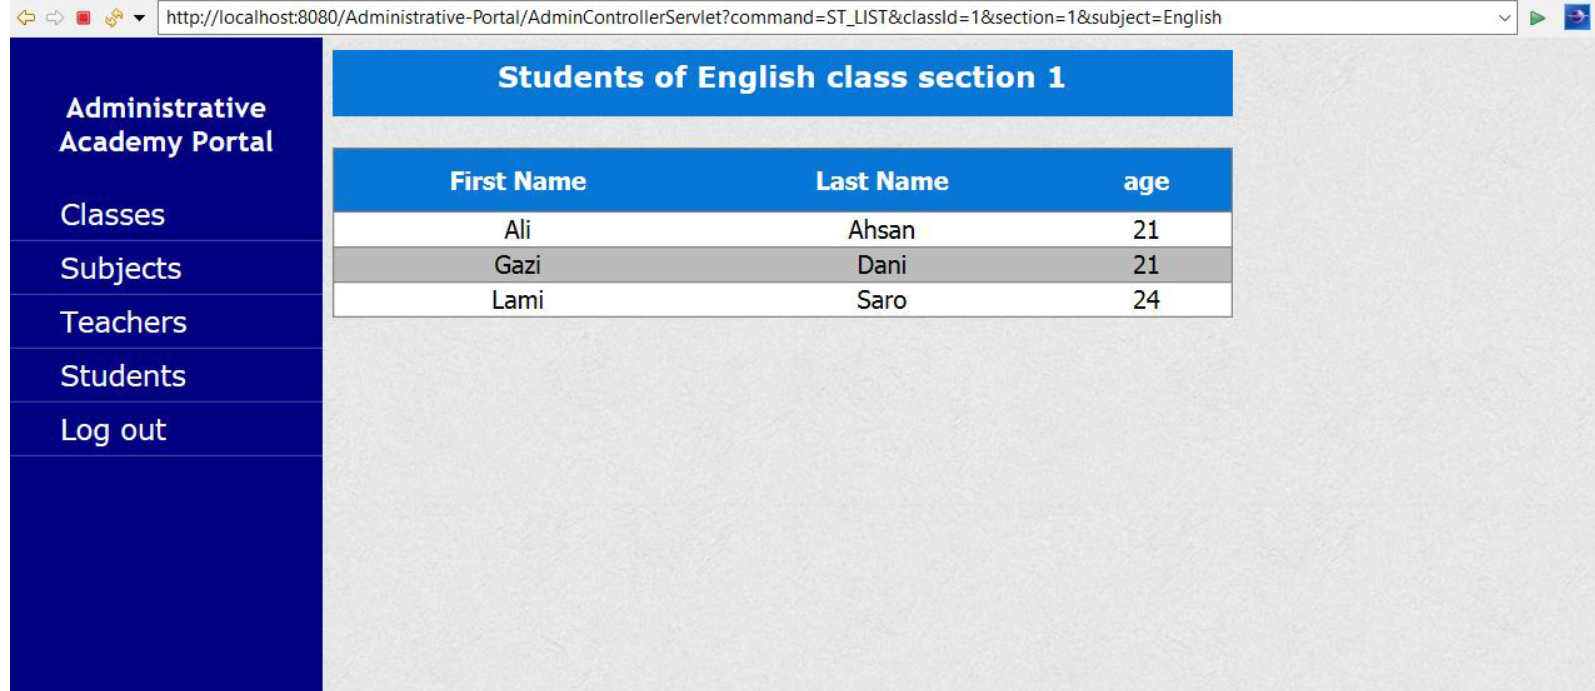 http://localhost:8080/Administrative-Portal/AdminControllerServlet?command=ST_LIST&classId=1&section=1&subject=English
Administrative
Academy Portal
Classes
Subjects
Teachers
Students
Log out
Students of English class section 1
First Name Last Name age
Ali Ahsan 21
Gazi Dani 21
Lami Saro 24